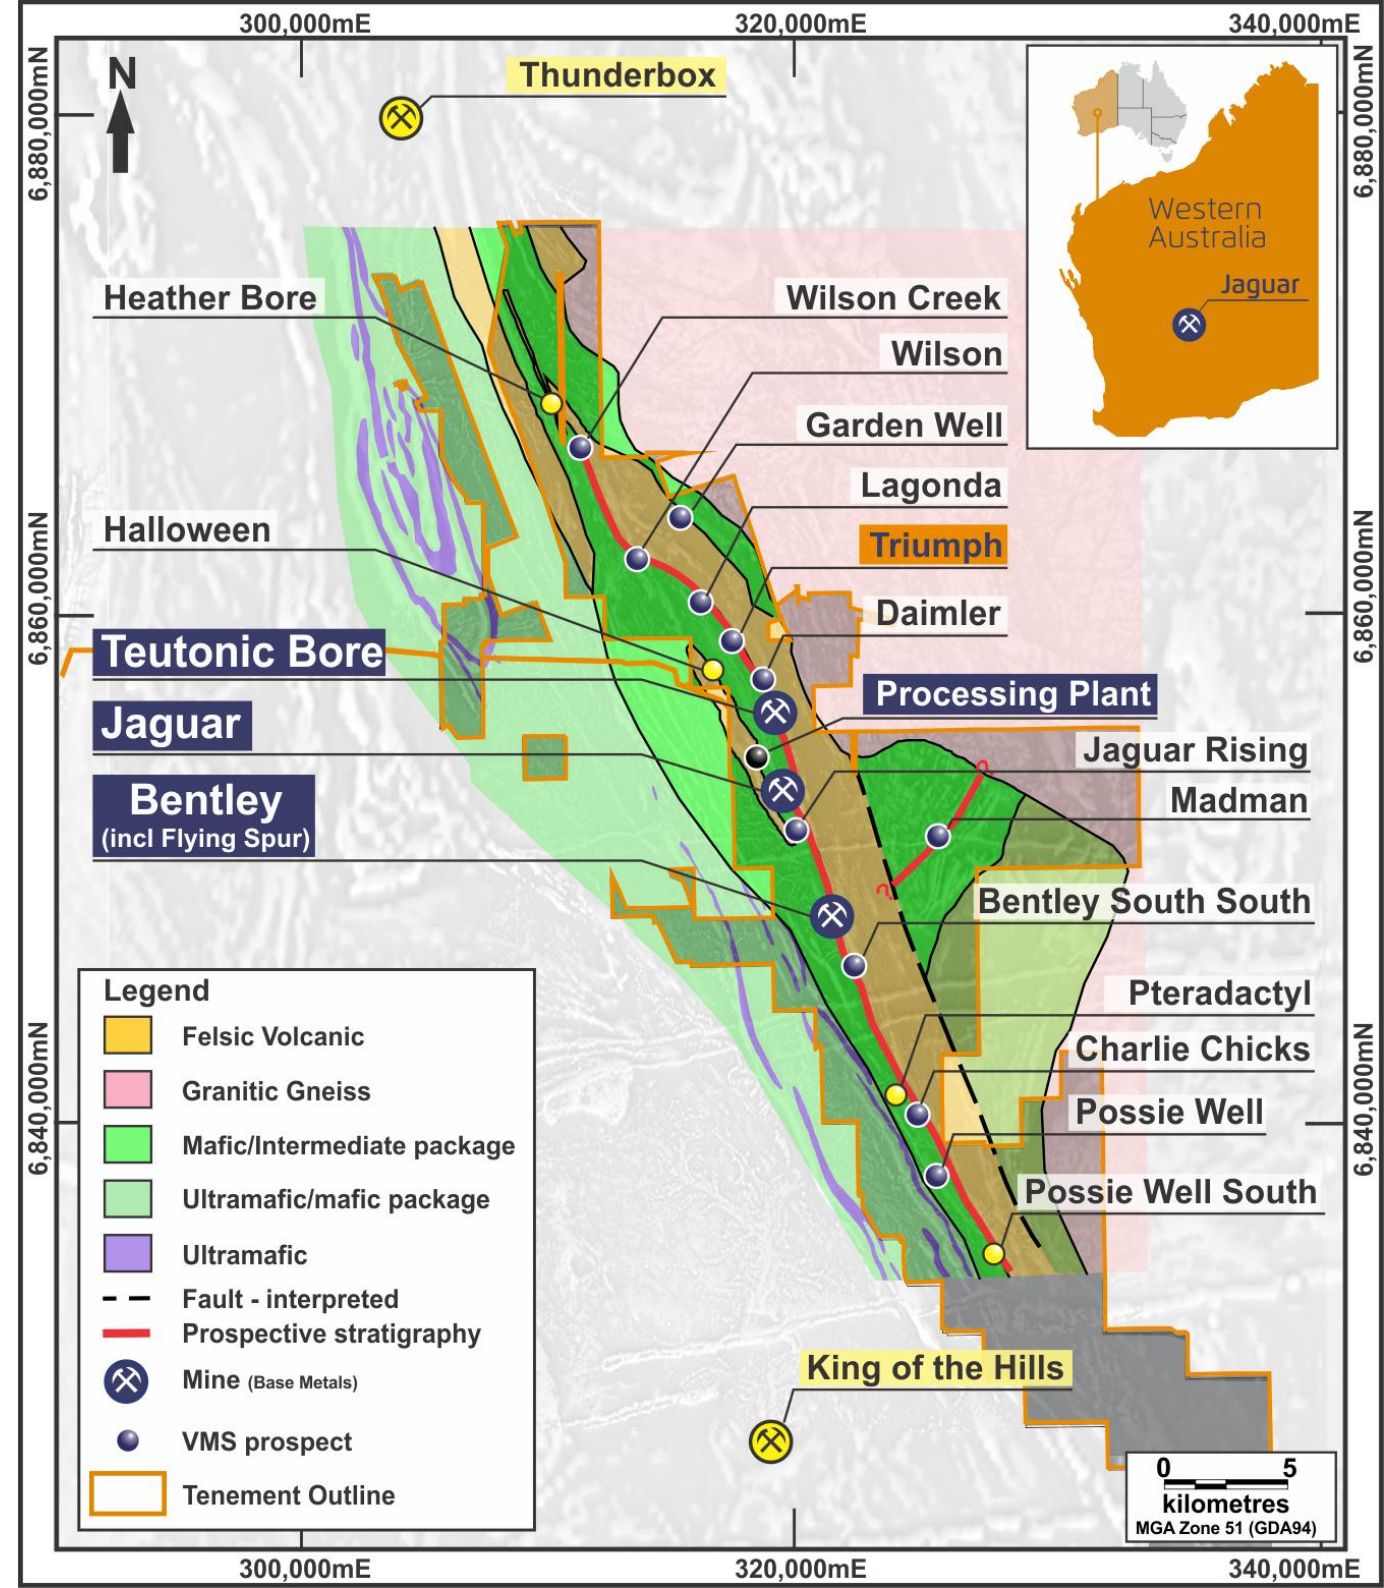 300,000mE
320,000mE
340,000mE
6,880,000mN
6,880,000mN
N
Thunderbox
Western
Australia
Jaguar
Heather Bore
Wilson Creek
Wilson
Garden Well
Lagonda
Halloween
Triumph
6,860,000mN
6,860,000mN
Daimler
Teutonic Bore
Processing Plant
Jaguar
Jaguar Rising
Bentley
(incl Flying Spur)
Madman
Bentley South South
Pteradactyl
Charlie Chicks
Possie Well
Possie Well South
6,840,000mN
6,840,000mN
Legend
Felsic Volcanic
Granitic Gneiss
Mafic/Intermediate package
Ultramafic/mafic package
Ultramafic
Fault - interpreted
Prospective stratigraphy
Mine (Base Metals)
VMS prospect
Tenement Outline
King of the Hills
0 5
kilometres
MGA Zone 51 (GDA94)
300,000mE
320,000mE
340,000mE